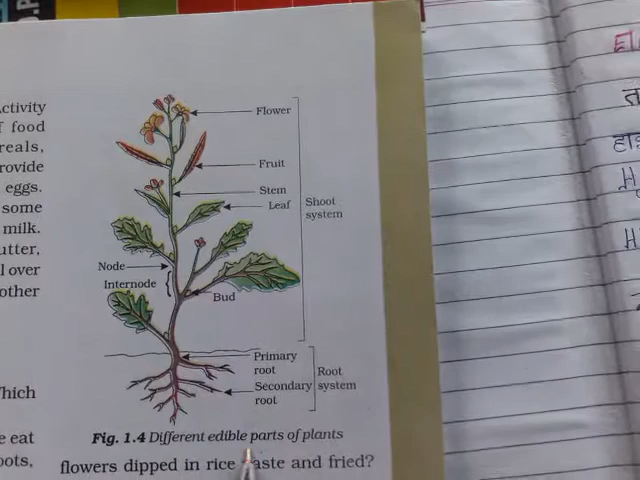 ctivity
f food
reals,
rovide
eggs.
some
milk.
utter,
l over
other
hich
e eat
oots,
Flower
Fruit
Stem
Leaf
Shoot
system
Node
Internode
Bud
Primary
root
Secondary
root
Root
system
Fig. 1.4 Different edible parts of plants
flowers dipped in rice aste and fried?